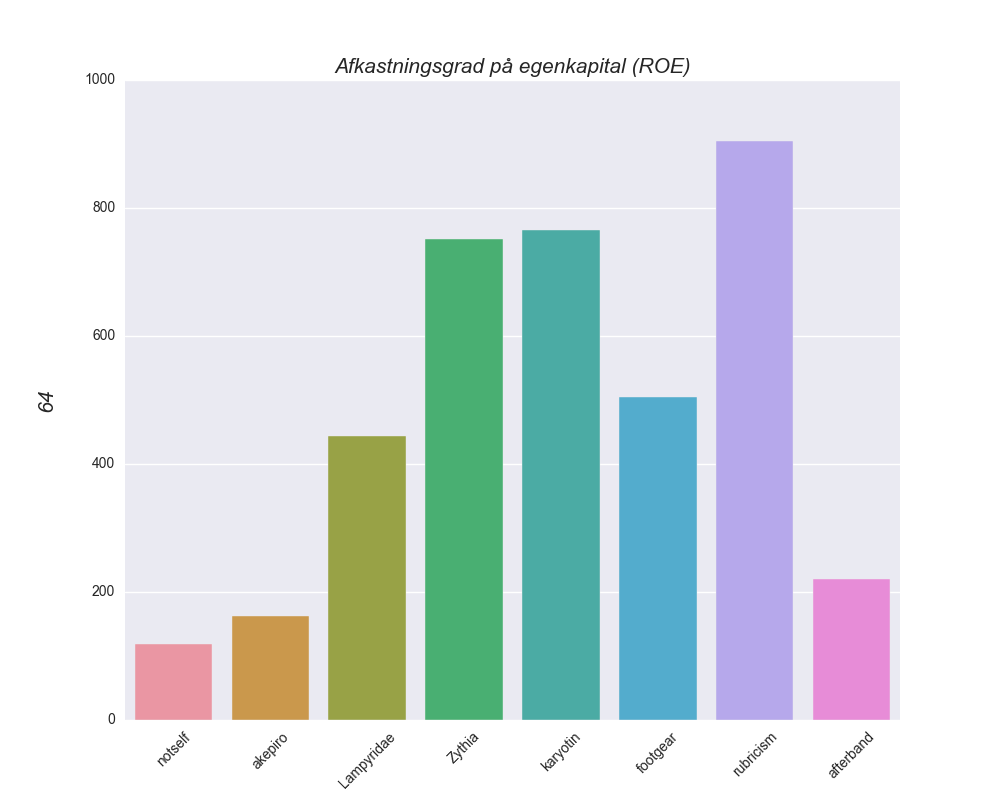 Afkastningsgrad på egenkapital (ROE)
1000
800
600
400
200
0
64
notself
akepiro
Lampyridae
Zythia
karyotin
footgear
rubricism
afterband